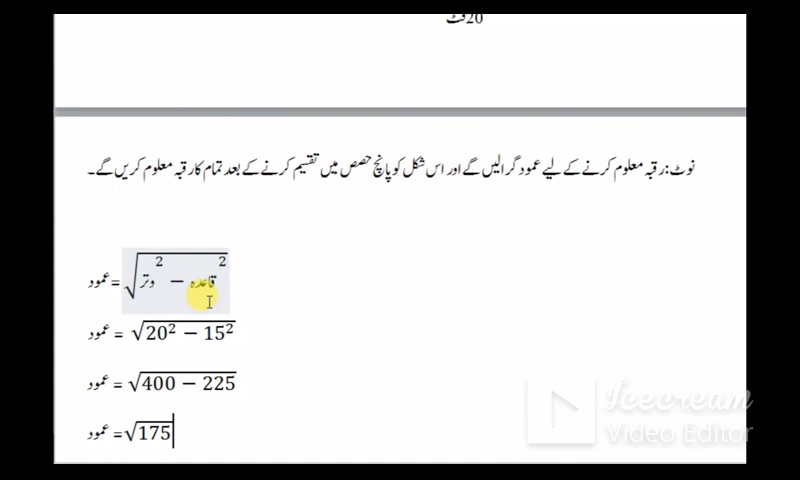 20فٹ
نوٹ: رقبہ معلوم کرنے کے لیے عمود گرالیں گے اور اس شکل کو پانچ حصص میں تقسیم کرنے کے بعد تمام کا رقبہ معلوم کریں گے۔
عمود = √(وتر² − قاعدہ²)
عمود = √(20² − 15²)
عمود = √(400 − 225)
عمود = √175
Icecream
Video Editor